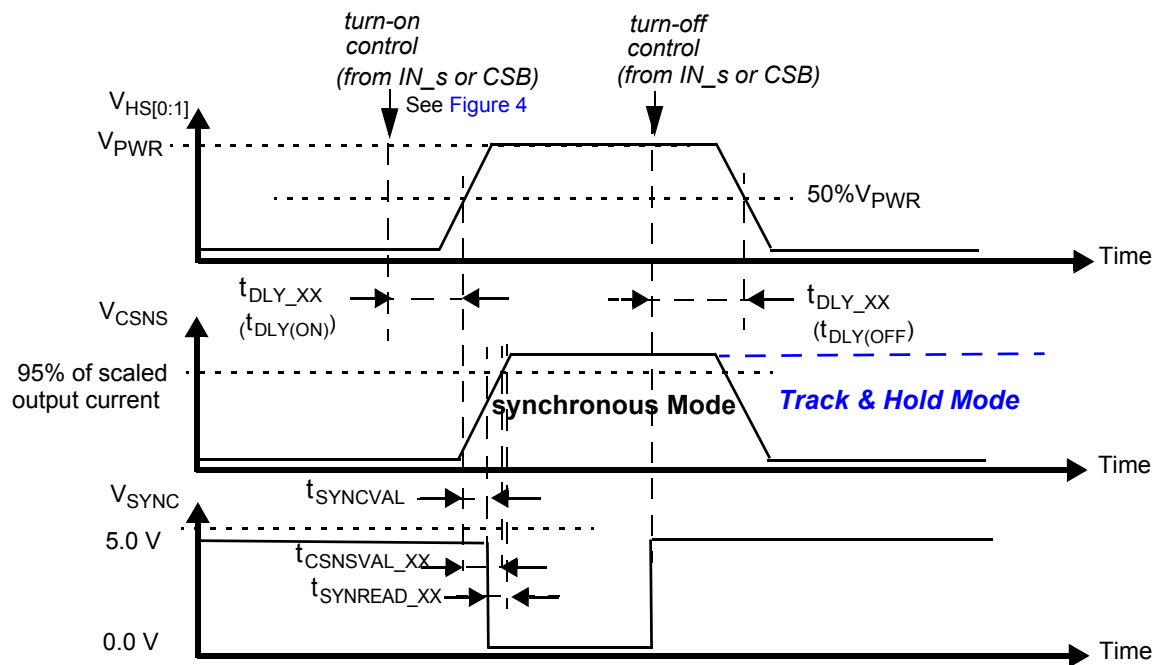 turn-on
control
(from IN_s or CSB)
See Figure 4
turn-off
control
(from IN_s or CSB)
VHS[0:1]
VPWR
50%VPWR
Time
tDLY_XX
(tDLY(ON))
tDLY_XX
(tDLY(OFF)
VCSNS
95% of scaled
output current
synchronous Mode
Track & Hold Mode
Time
tSYNCVAL
VSYNC
5.0 V
tCSNSVAL_XX
tSYNREAD_XX
0.0 V
Time